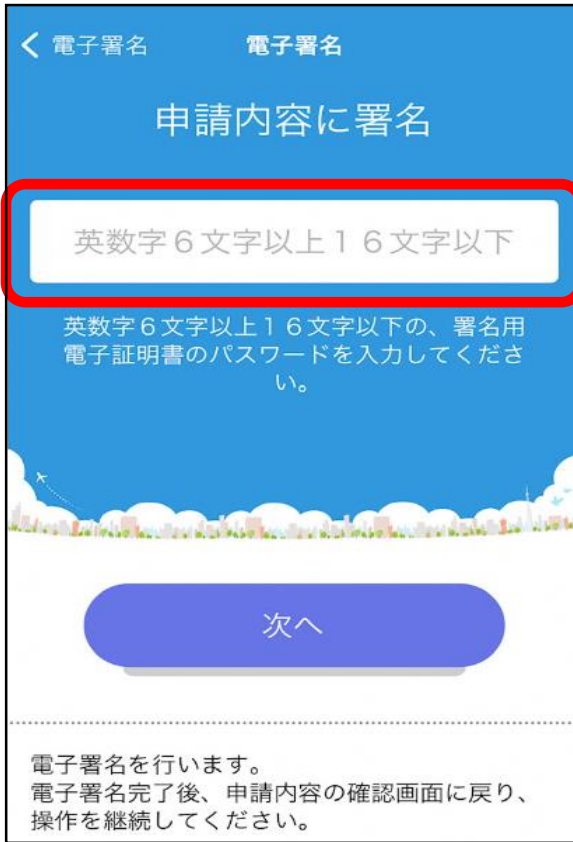 電子署名
電子署名
申請内容に署名
英数字６文字以上１６文字以下
英数字６文字以上１６文字以下の、署名用
電子証明書のパスワードを入力してくださ
い。
次へ
電子署名を行います。
電子署名完了後、申請内容の確認画面に戻り、
操作を継続してください。